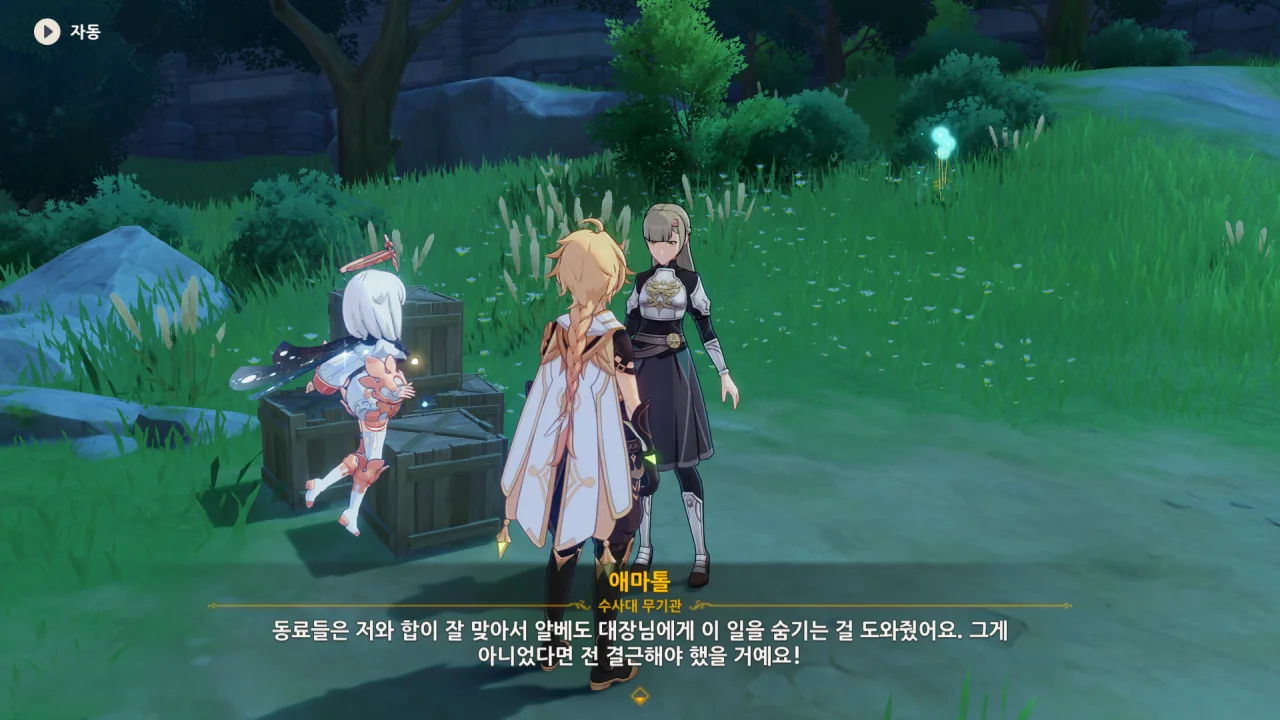 자동
애마톨
수사대 무기관
동료들은 저와 합이 잘 맞아서 알베도 대장님에게 이 일을 숨기는 걸 도와줬어요. 그게
아니었다면 전 결근해야 했을 거예요!